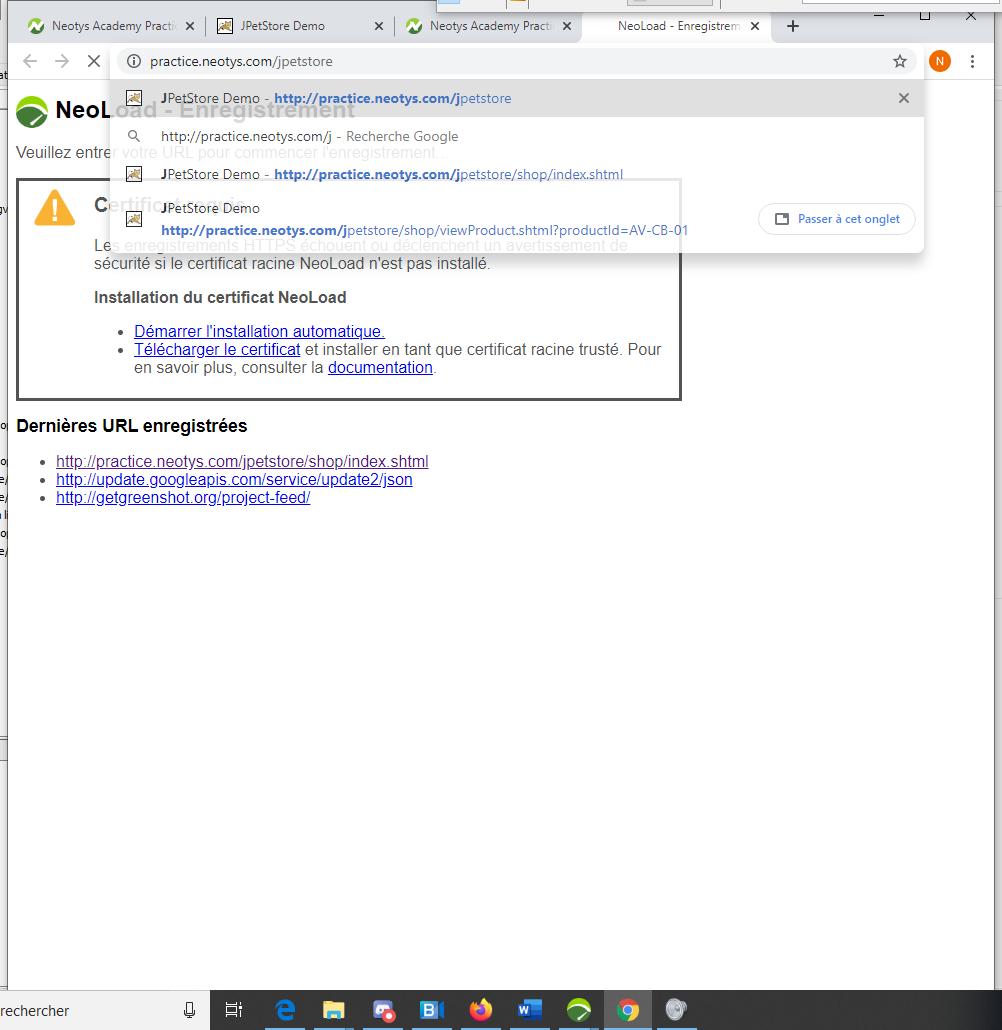 Neotys Academy Practi
JPetStore Demo
Neotys Academy Practi
NeoLoad - Enregistrem
practice.neotys.com/jpetstore
N
JPetStore Demo - http://practice.neotys.com/jpetstore
NeoLoad - Enregistrement
http://practice.neotys.com/j - Recherche Google
Veuillez entrer votre URL pour commencer l'enregistrement...
JPetStore Demo - http://practice.neotys.com/jpetstore/shop/index.shtml
Certificat requis
JPetStore Demo
http://practice.neotys.com/jpetstore/shop/viewProduct.shtml?productId=AV-CB-01
Passer à cet onglet
Les enregistrements HTTPS échouent ou déclenchent un avertissement de
sécurité si le certificat racine NeoLoad n'est pas installé.
Installation du certificat NeoLoad
• Démarrer l'installation automatique.
• Télécharger le certificat et installer en tant que certificat racine trusté. Pour
en savoir plus, consulter la documentation.
Dernières URL enregistrées
• http://practice.neotys.com/jpetstore/shop/index.shtml
• http://update.googleapis.com/service/update2/json
• http://getgreenshot.org/project-feed/
rechercher